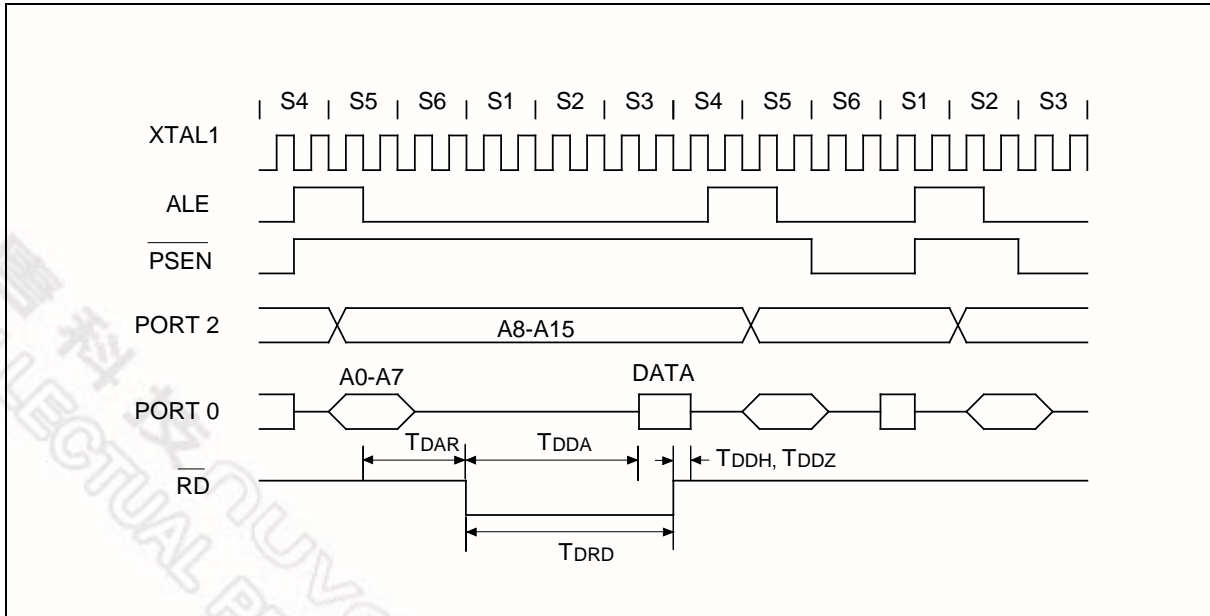 S4 S5 S6 S1 S2 S3 S4 S5 S6 S1 S2 S3
XTAL1
ALE
PSEN
PORT 2
A8-A15
A0-A7
DATA
PORT 0
TDAR
TDDA
TDDH, TDDZ
RD
TDRD